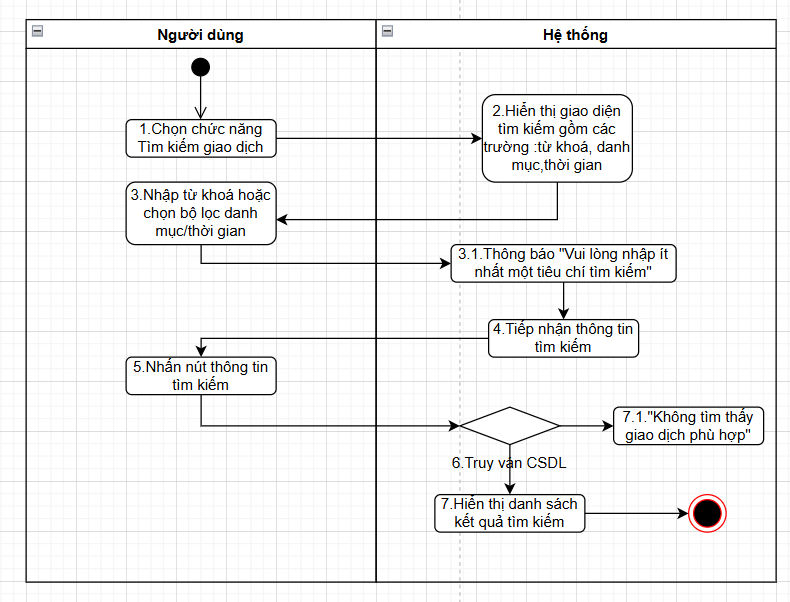 Người dùng
Hệ thống
1.Chọn chức năng
Tìm kiếm giao dịch
2.Hiển thị giao diện
tìm kiếm gồm các
trường :từ khoá, danh
mục,thời gian
3.Nhập từ khoá hoặc
chọn bộ lọc danh
mục/thời gian
3.1.Thông báo "Vui lòng nhập ít
nhất một tiêu chí tìm kiếm"
4.Tiếp nhận thông tin
tìm kiếm
5.Nhấn nút thông tin
tìm kiếm
6.Truy vấn CSDL
7.1."Không tìm thấy
giao dịch phù hợp"
7.Hiển thị danh sách
kết quả tìm kiếm